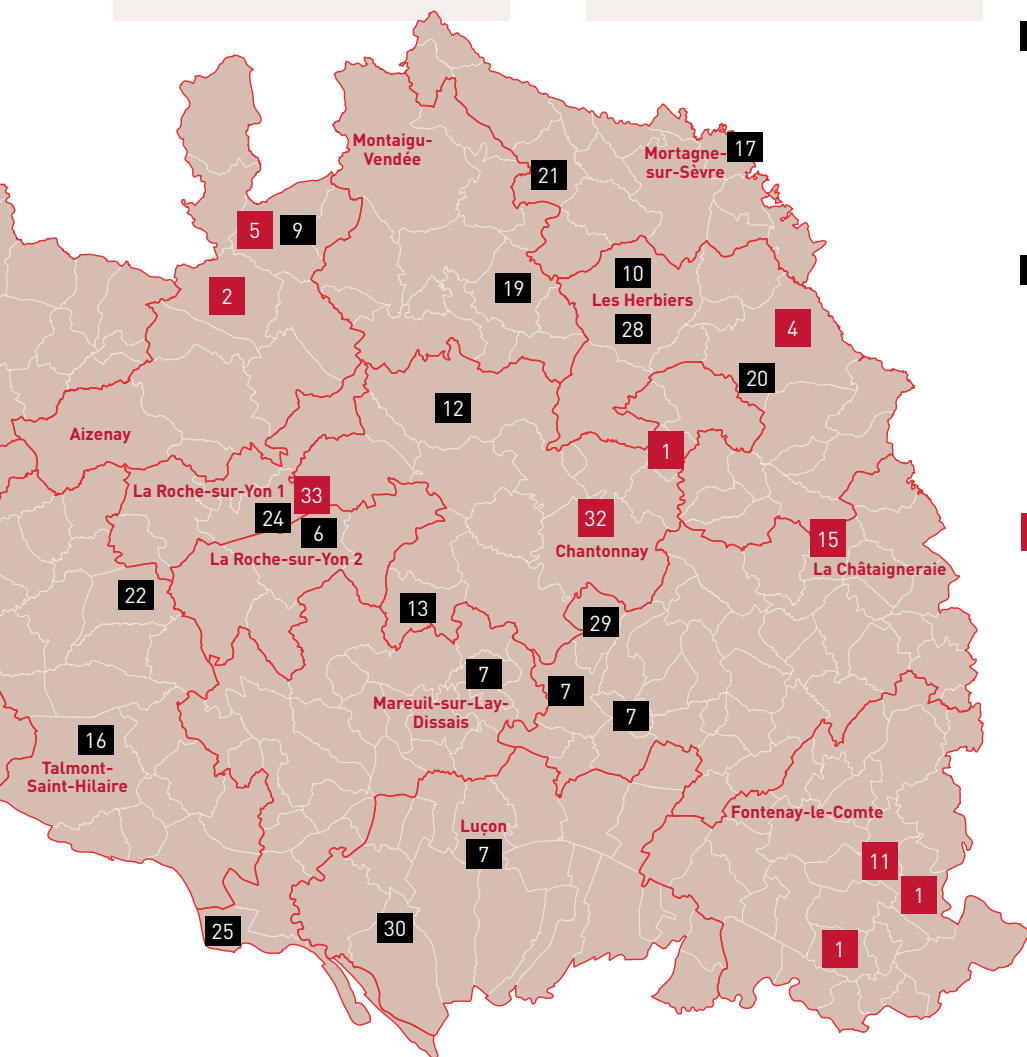 Montaigu-
Vendée
Mortagne-
sur-Sèvre
17
21
5
9
10
19
2
Les Herbiers
28
4
20
12
Aizenay
1
La Roche-sur-Yon 1
33
24
6
32
15
La Roche-sur-Yon 2
Chantonnay
La Châtaigneraie
22
13
29
7
7
Mareuil-sur-Lay-
Dissais
7
16
Talmont-
Saint-Hilaire
Fontenay-le-Comte
Luçon
7
11
1
25
30
1